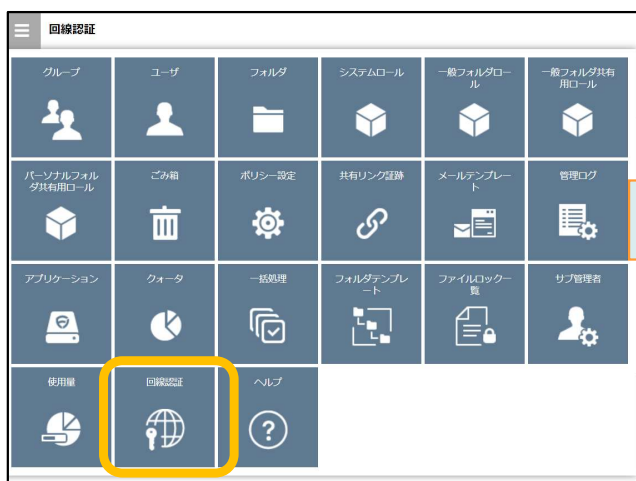 回線認証
グループ
ユーザ
フォルダ
システムロール
一般フォルダロー
ル
一般フォルダ共有
用ロール
パーソナルフォル
ダ共有用ロール
ごみ箱
ポリシー設定
共有リンク証跡
メールテンプレー
ト
管理ログ
アプリケーション
クォータ
一括処理
フォルダテンプレ
ート
ファイルロック一
覧
サブ管理者
使用量
回線認証
ヘルプ
?